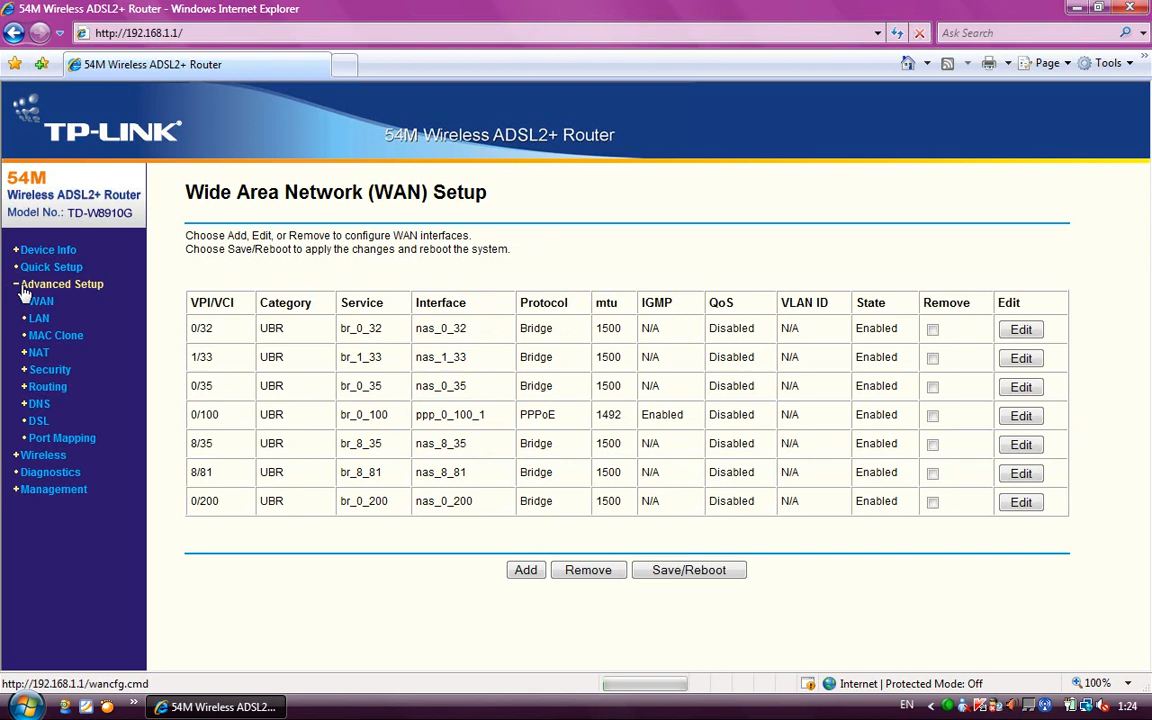 54M Wireless ADSL2+ Router - Windows Internet Explorer
http://192.168.1.1/
Ask Search
54M Wireless ADSL2+ Router
Page
Tools
TP-LINK
54M Wireless ADSL2+ Router
54M
Wireless ADSL2+ Router
Model No.: TD-W8910G
Device Info
Quick Setup
Advanced Setup
WAN
LAN
MAC Clone
NAT
Security
Routing
DNS
DSL
Port Mapping
Wireless
Diagnostics
Management
Wide Area Network (WAN) Setup
Choose Add, Edit, or Remove to configure WAN interfaces.
Choose Save/Reboot to apply the changes and reboot the system.
VPI/VCI Category Service Interface Protocol mtu IGMP QoS VLAN ID State Remove Edit
0/32 UBR br_0_32 nas_0_32 Bridge 1500 N/A Disabled N/A Enabled Edit
1/33 UBR br_1_33 nas_1_33 Bridge 1500 N/A Disabled N/A Enabled Edit
0/35 UBR br_0_35 nas_0_35 Bridge 1500 N/A Disabled N/A Enabled Edit
0/100 UBR br_0_100 ppp_0_100_1 PPPoE 1492 Enabled Disabled N/A Enabled Edit
8/35 UBR br_8_35 nas_8_35 Bridge 1500 N/A Disabled N/A Enabled Edit
8/81 UBR br_8_81 nas_8_81 Bridge 1500 N/A Disabled N/A Enabled Edit
0/200 UBR br_0_200 nas_0_200 Bridge 1500 N/A Disabled N/A Enabled Edit
Add Remove Save/Reboot
http://192.168.1.1/wancfg.cmd
Internet | Protected Mode: Off
100%
54M Wireless ADSL2...
EN
1:24